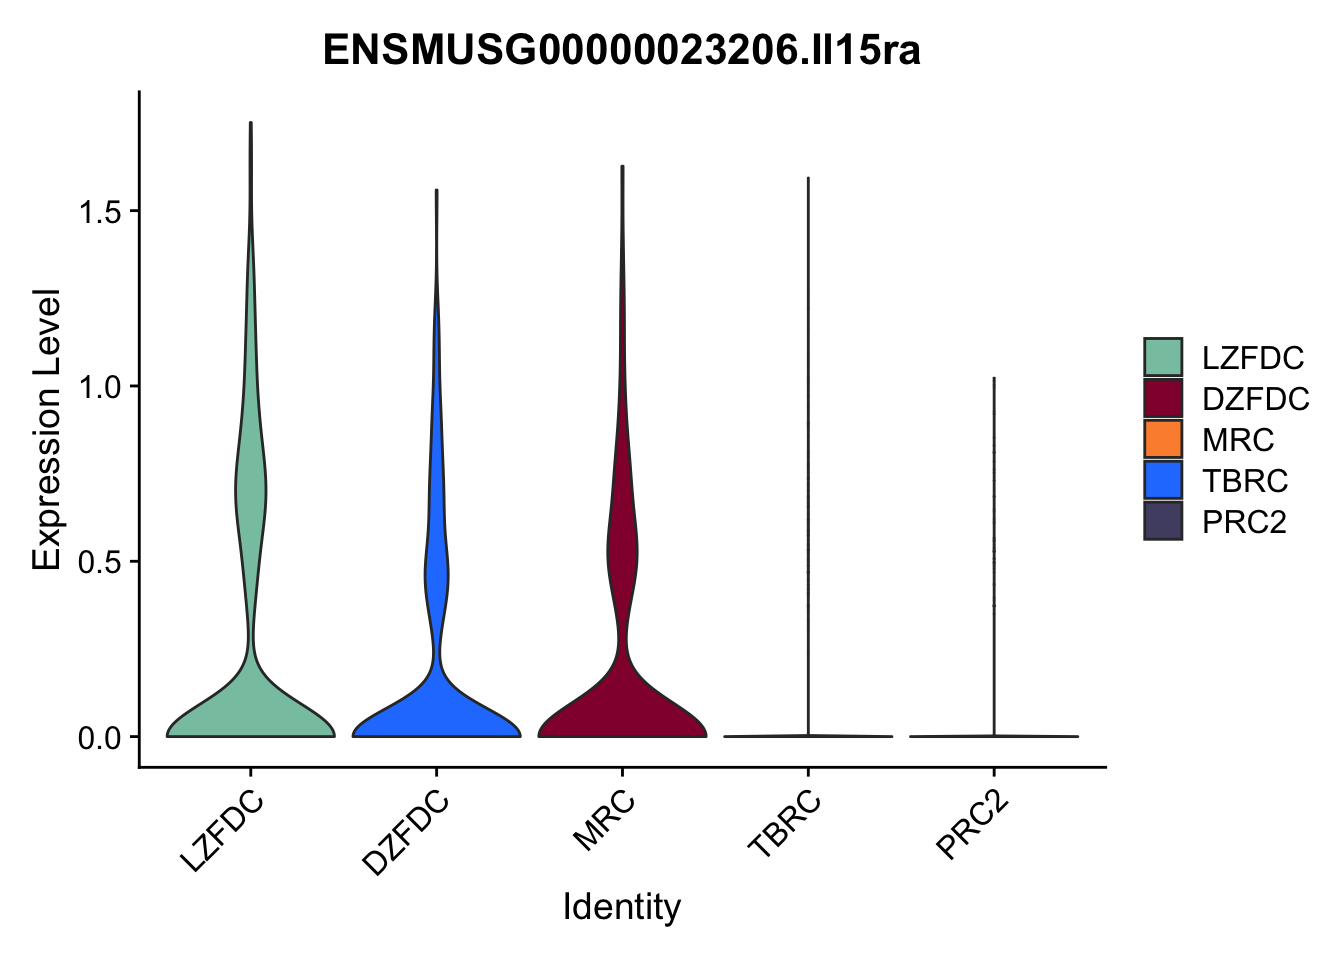 ENSMUSG00000023206.Il15ra
Expression Level
1.5
1.0
0.5
0.0
LZFDC
DZFDC
MRC
TBRC
PRC2
Identity
LZFDC
DZFDC
MRC
TBRC
PRC2